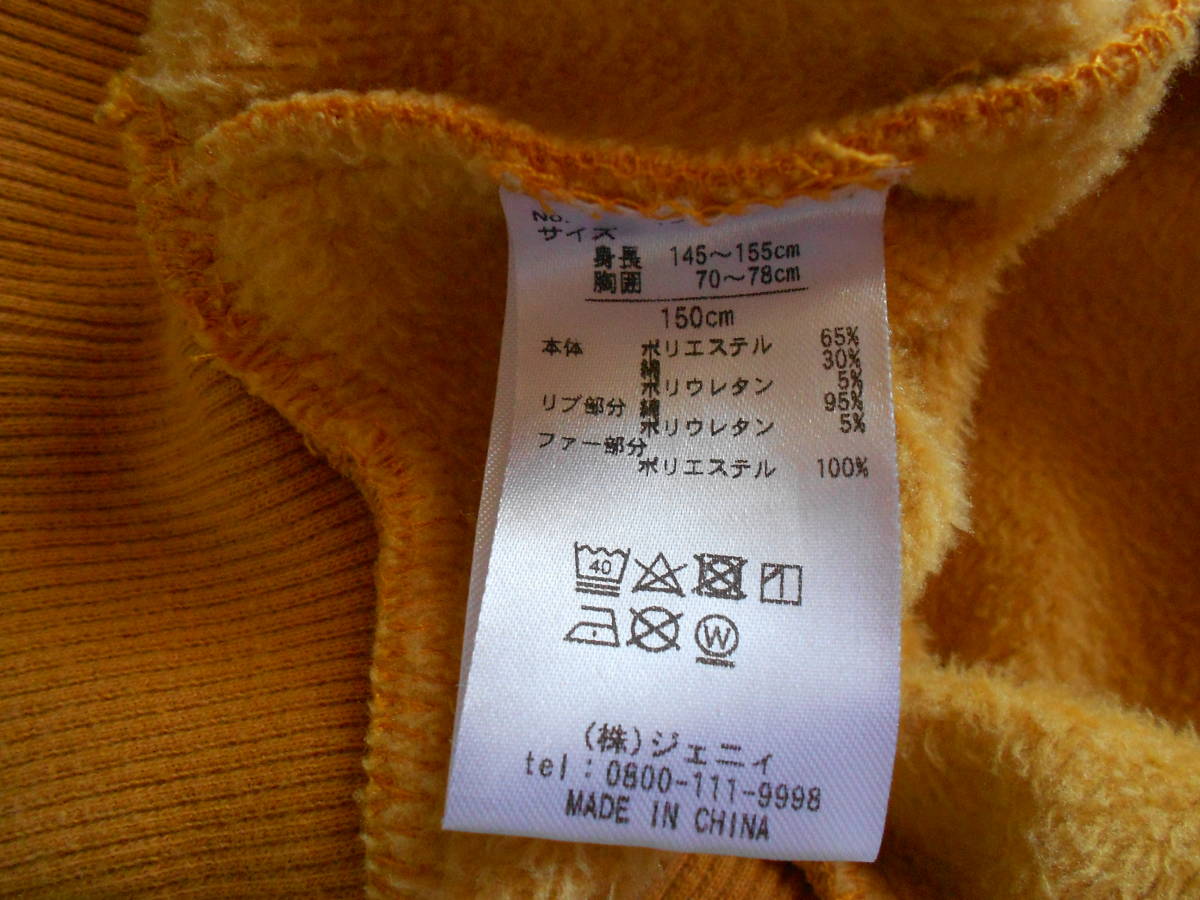 No.
サイズ
身長 145〜155cm
胸囲 70〜78cm
150cm
本体 ポリエステル 65%
綿 30%
ポリウレタン 5%
リブ部分 綿 95%
ポリウレタン 5%
ファー部分
ポリエステル 100%
40
W
(株)ジェニィ
tel:0800-111-9998
MADE IN CHINA